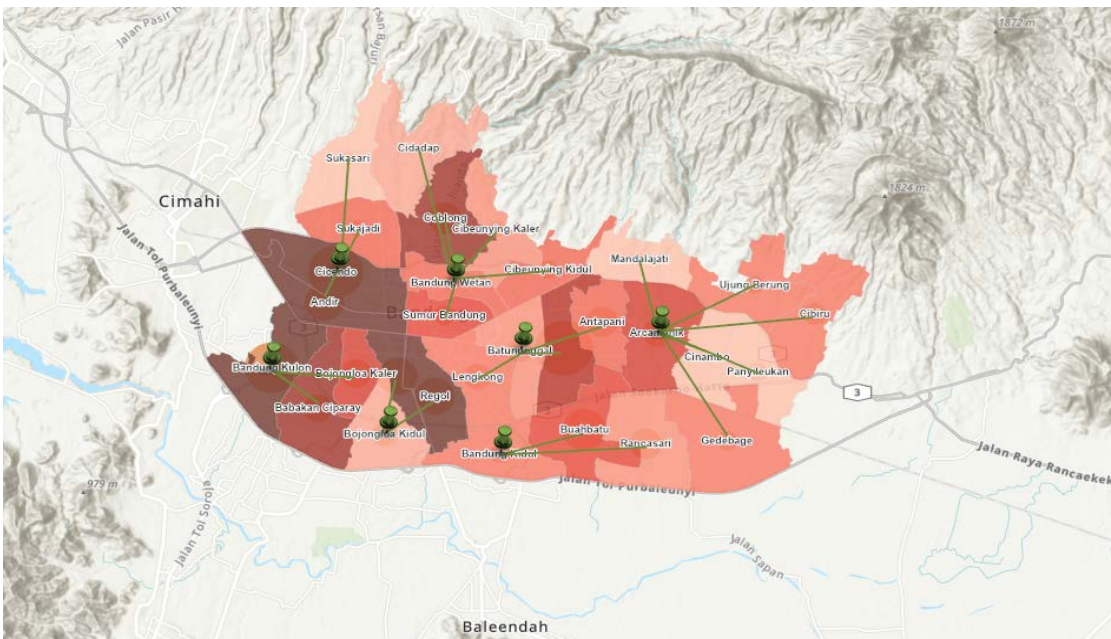 Jalan Pasir H
1872 m
Sukasari
Cidadap
1824 m
Cimahi
Coblong
Sukajadi
Cibeunying Kaler
Mandalajati
Cicendo
Cibeunying Kidul
Bandung Wetan
Ujung Berung
Andir
Sumur Bandung
Cibiru
Antapani
Jalan Tol Purbaleunyi
Cinambo
Bandung Kulon
Bojongloa Kaler
Lengkong
Panyileukan
Regol
3
3
3
Babakan Ciparay
Bojongloa Kidul
Buahbatu
Rancasari
Gedebage
Bandung Kidul
Jalan Raya Rancaekek
979 m
Jalan Tol Purbaleunyi
Jalan Tol Soroja
Jalan Sapan
Baleendah